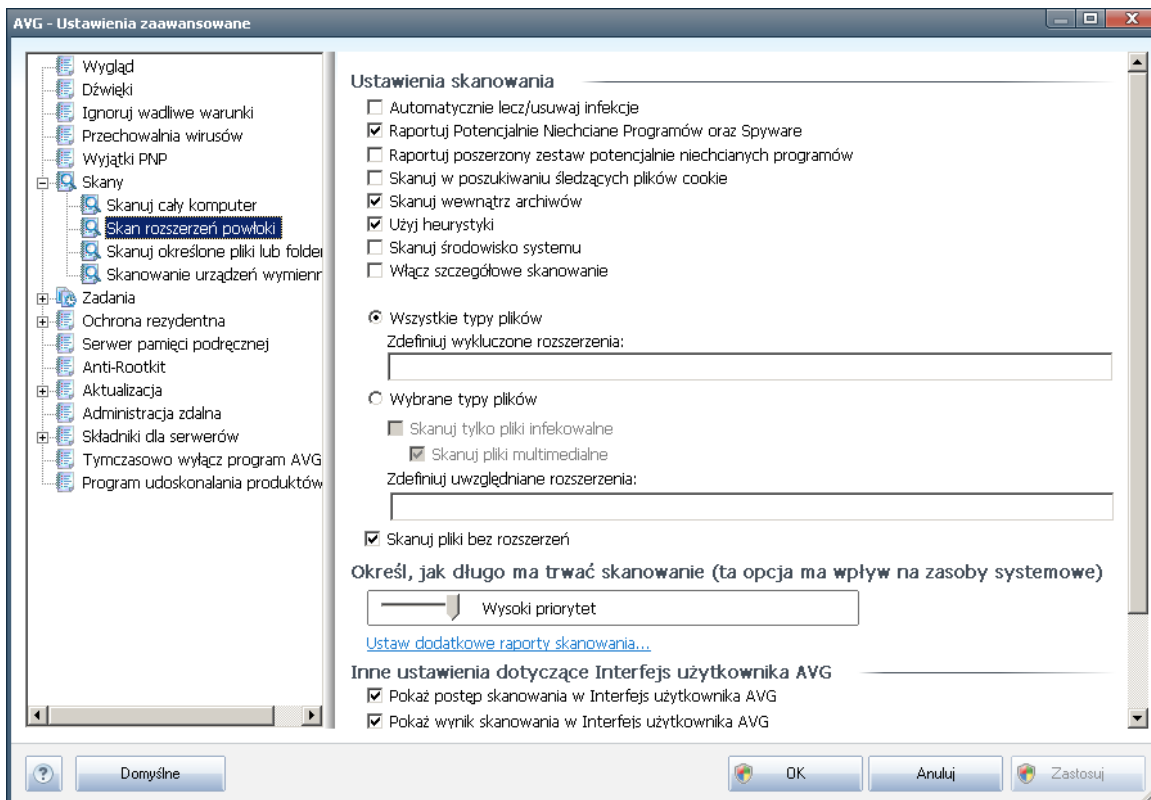 AVG - Ustawienia zaawansowane
Wygląd
Dźwięki
Ignoruj wadliwe warunki
Przechowalnia wirusów
Wyjątki PNP
Skany
Skanuj cały komputer
Skan rozszerzeń powłoki
Skanuj określone pliki lub folder
Skanowanie urządzeń wymienn
Zadania
Ochrona rezydentna
Serwer pamięci podręcznej
Anti-Rootkit
Aktualizacja
Administracja zdalna
Składniki dla serwerów
Tymczasowo wyłącz program AVG
Program udoskonalania produktów
Ustawienia skanowania
Automatycznie lecz/usuwaj infekcje
Raportuj Potencjalnie Niechciane Programów oraz Spyware
Raportuj poszerzony zestaw potencjalnie niechcianych programów
Skanuj w poszukiwaniu śledzących plików cookie
Skanuj wewnątrz archiwów
Użyj heurystyki
Skanuj środowisko systemu
Włącz szczegółowe skanowanie
Wszystkie typy plików
Zdefiniuj wykluczone rozszerzenia:
Wybrane typy plików
Skanuj tylko pliki infekowalne
Skanuj pliki multimedialne
Zdefiniuj uwzględniane rozszerzenia:
Skanuj pliki bez rozszerzeń
Określ, jak długo ma trwać skanowanie (ta opcja ma wpływ na zasoby systemowe)
Wysoki priorytet
Ustaw dodatkowe raporty skanowania...
Inne ustawienia dotyczące Interfejs użytkownika AVG
Pokaż postęp skanowania w Interfejs użytkownika AVG
Pokaż wynik skanowania w Interfejs użytkownika AVG
?
Domyślne
OK
Anuluj
Zastosuj